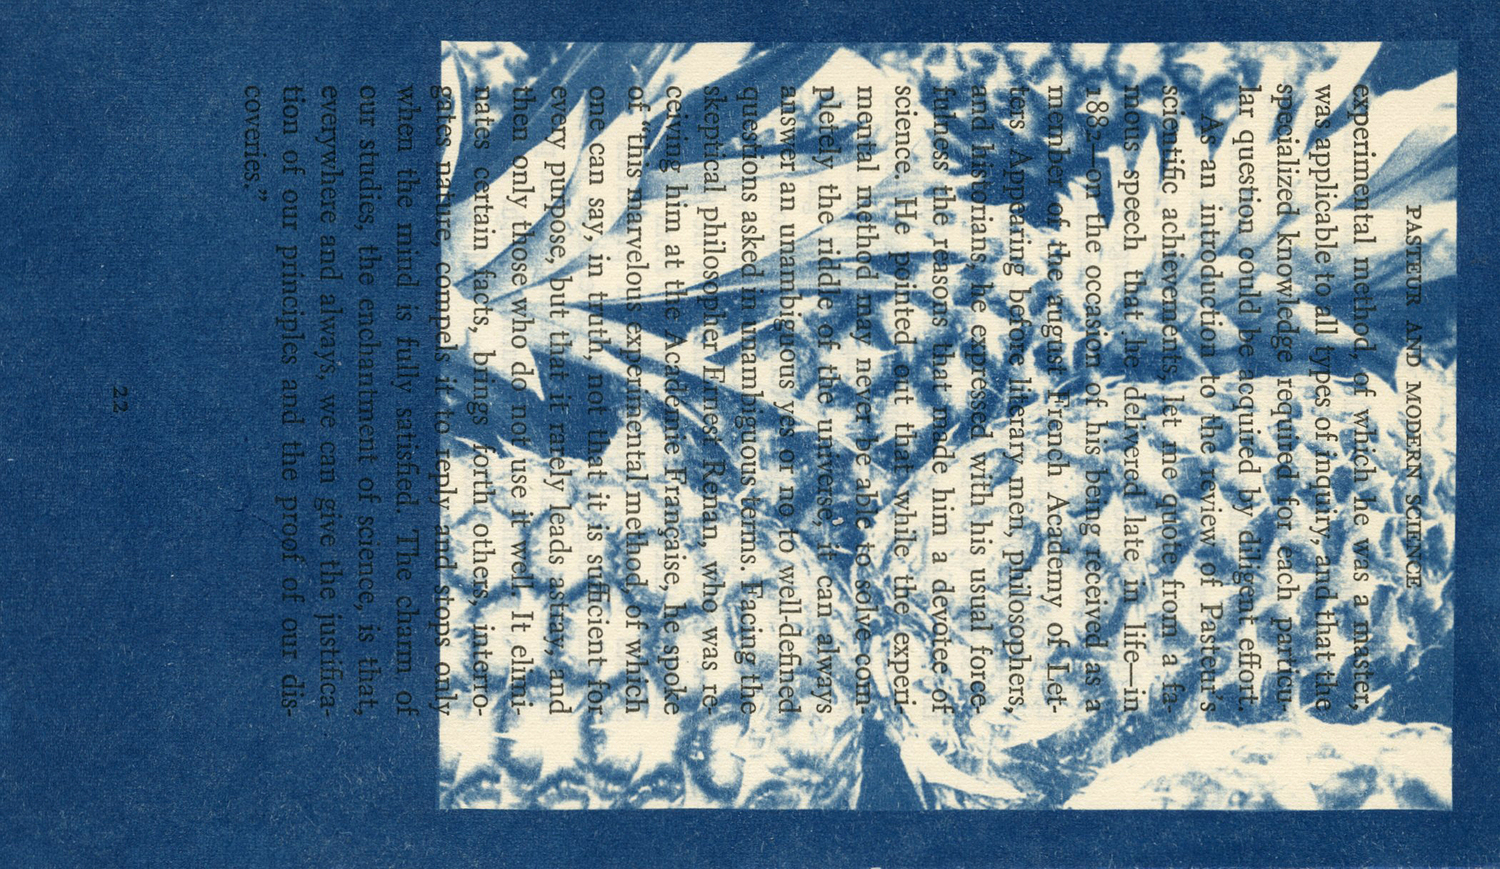 PASTEUR AND MODERN SCIENCE
experimental method, of which he was a master,
was applicable to all types of inquiry, and that the
specialized knowledge required for each particu-
lar question could be acquired by diligent effort.
As an introduction to the review of Pasteur's
scientific achievements, let me quote from a fa-
mous speech that he delivered late in life—in
1882—on the occasion of his being received as a
member of the august French Academy of Let-
ters. Appearing before literary men, philosophers,
and historians, he expressed with his usual force-
fulness the reasons that made him a devotee of
science. He pointed out that while the experi-
mental method may never be able to solve com-
pletely the riddle of the universe, it can always
answer an unambiguous yes or no to well-defined
questions asked in unambiguous terms. Facing the
skeptical philosopher Ernest Renan, who was re-
ceiving him at the Académie Française, he spoke
of "this marvelous experimental method, of which
one can say, in truth, not that it is sufficient for
every purpose, but that it rarely leads astray, and
then only those who do not use it well. It elimi-
nates certain facts, brings forth others, interro-
gates nature, compels it to reply and stops only
when the mind is fully satisfied. The charm of
our studies, the enchantment of science, is that,
everywhere and always, we can give the justifica-
tion of our principles and the proof of our dis-
coveries."
22